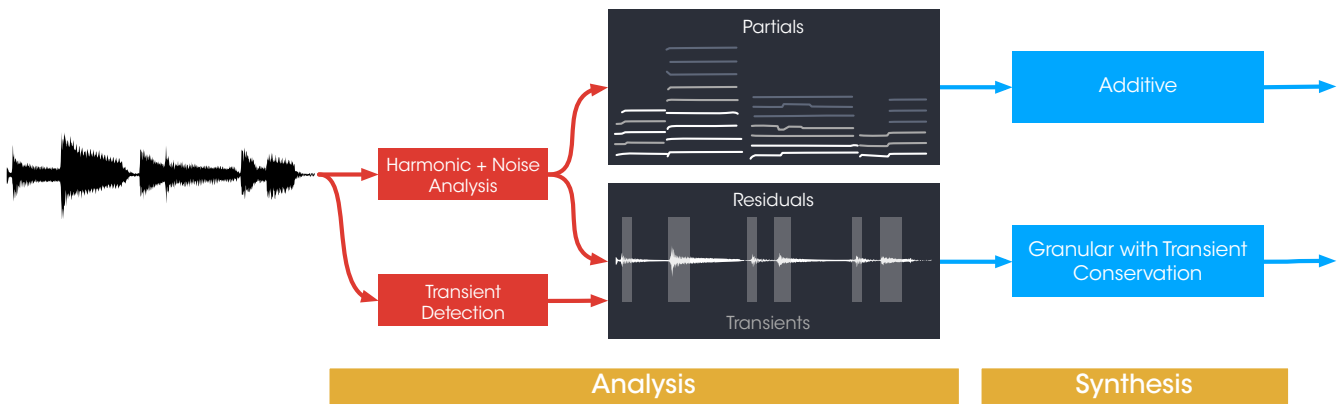 Partials
Additive
Harmonic + Noise
Analysis
Residuals
Granular with Transient
Conservation
Transient
Detection
Transients
Analysis
Synthesis